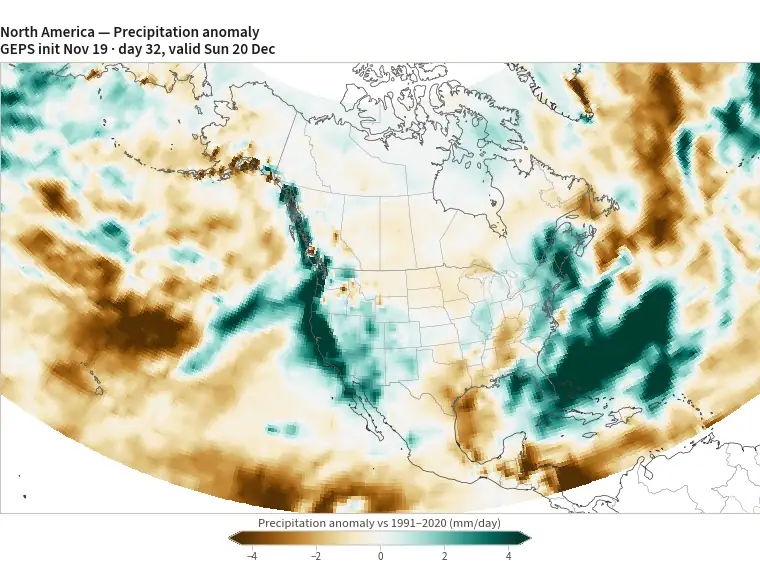 North America — Precipitation anomaly
GEPS init Nov 19 · day 32, valid Sun 20 Dec
Precipitation anomaly vs 1991–2020 (mm/day)
−4 −2 0 2 4